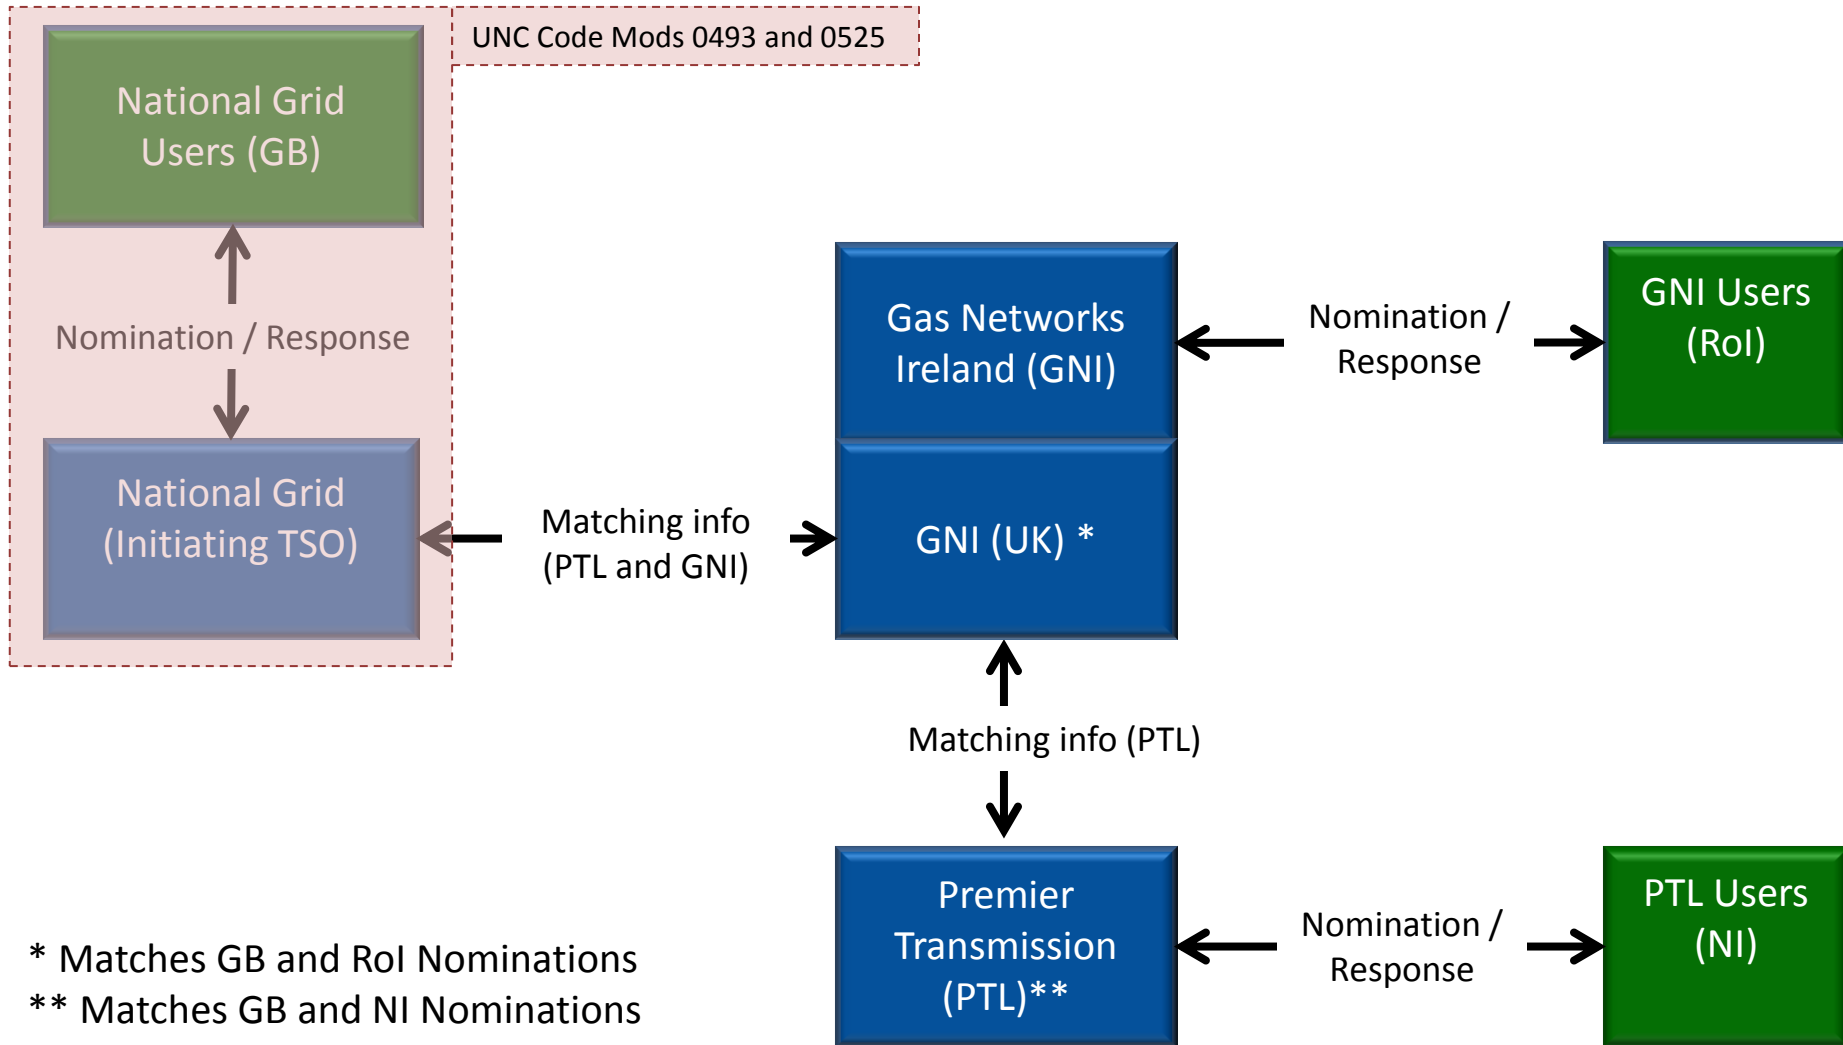 UNC Code Mods 0493 and 0525
National Grid
Users (GB)
Nomination / Response
National Grid
(Initiating TSO)
Matching info
(PTL and GNI)
Gas Networks
Ireland (GNI)
GNI (UK) *
Nomination /
Response
GNI Users
(RoI)
Matching info (PTL)
Premier
Transmission
(PTL)**
Nomination /
Response
PTL Users
(NI)
* Matches GB and RoI Nominations
** Matches GB and NI Nominations